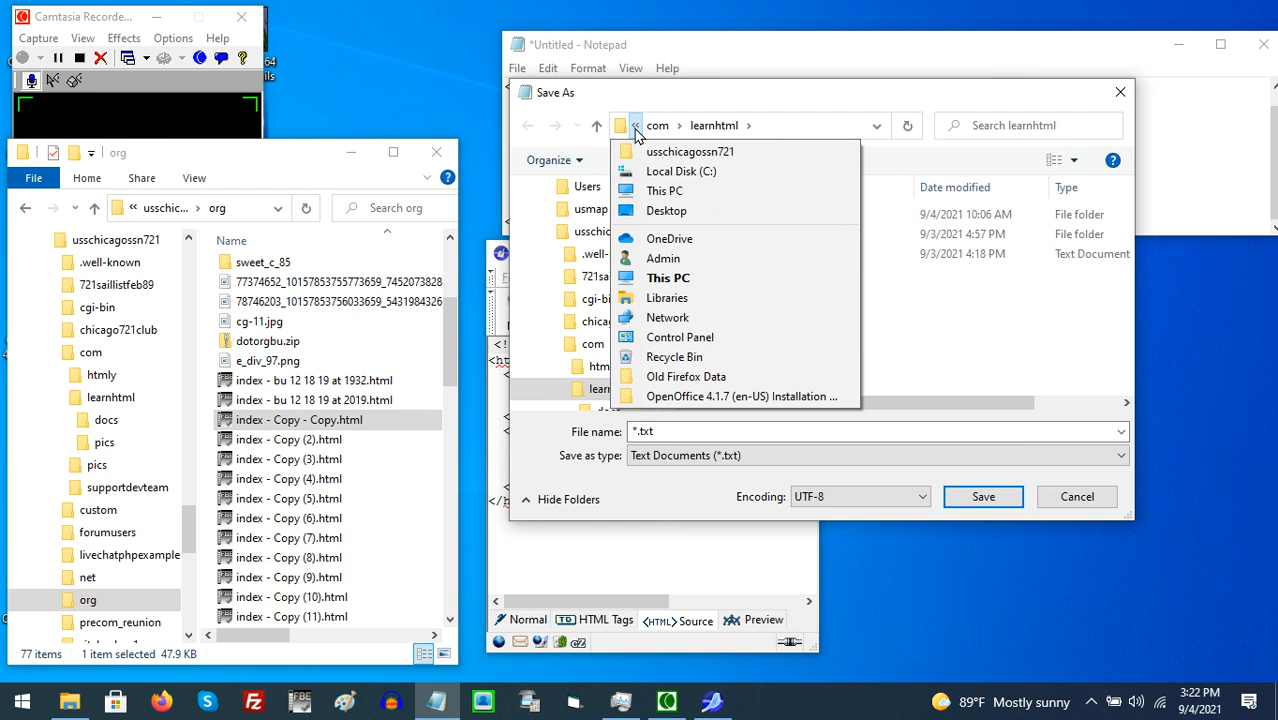 Camtasia Recorde...
Capture View Effects Options Help
64
ils
org
File Home Share View
usschic... org
Search org
usschicagossn721
.well-known
721saillistfeb89
cgi-bin
chicago721club
com
htmly
learnhtml
docs
pics
pics
supportdevteam
custom
forumusers
livechatphpexample
net
org
precom_reunion
Name
sweet_c_85
77374652_10157853755773659_7452073828
78746203_10157853756033659_5431984326
cg-11.jpg
dotorgbu.zip
e_div_97.png
index - bu 12 18 19 at 1932.html
index - bu 12 18 19 at 2019.html
index - Copy - Copy.html
index - Copy (2).html
index - Copy (3).html
index - Copy (4).html
index - Copy (5).html
index - Copy (6).html
index - Copy (7).html
index - Copy (8).html
index - Copy (9).html
index - Copy (10).html
index - Copy (11).html
77 items 1 item selected 47.9 KB
*Untitled - Notepad
File Edit Format View Help
Save As
« com › learnhtml ›
Search learnhtml
Organize
Users
usmap
usschic
.well-
721sai
cgi-bi
chicag
com
htm
learn
usschicagossn721
Local Disk (C:)
This PC
Desktop
OneDrive
Admin
This PC
Libraries
Network
Control Panel
Recycle Bin
Old Firefox Data
OpenOffice 4.1.7 (en-US) Installation ...
Date modified Type
9/4/2021 10:06 AM File folder
9/3/2021 4:57 PM File folder
9/3/2021 4:18 PM Text Document
File name: *.txt
Save as type: Text Documents (*.txt)
Hide Folders Encoding: UTF-8 Save Cancel
<!
<ht
</h
Normal TD HTML Tags <HTML> Source Preview
89°F Mostly sunny
3:22 PM
9/4/2021